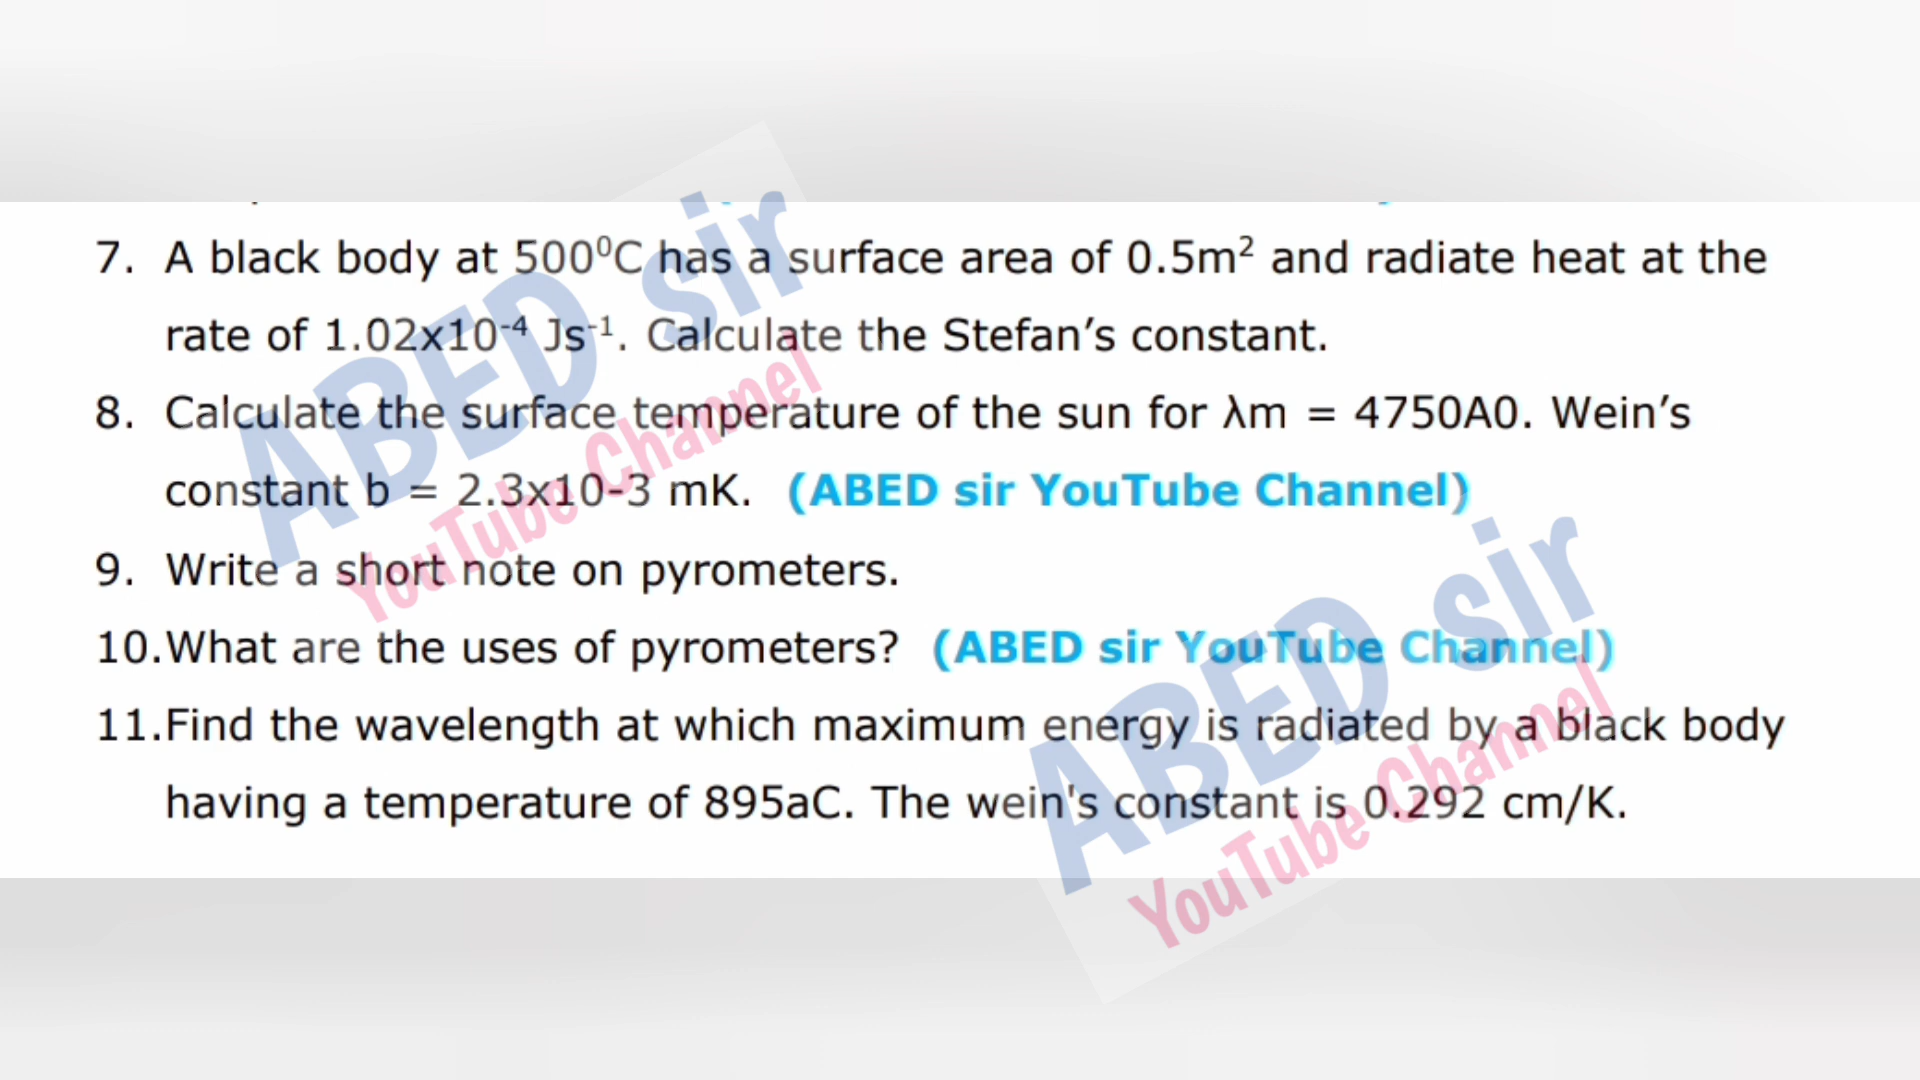 7. A black body at 500⁰C has a surface area of 0.5m² and radiate heat at the
rate of 1.02x10⁻⁴ Js⁻¹. Calculate the Stefan’s constant.
8. Calculate the surface temperature of the sun for λm = 4750A0. Wein’s
constant b = 2.3x10-3 mK. (ABED sir YouTube Channel)
9. Write a short note on pyrometers.
10.What are the uses of pyrometers? (ABED sir YouTube Channel)
11.Find the wavelength at which maximum energy is radiated by a black body
having a temperature of 895aC. The wein's constant is 0.292 cm/K.
ABED sir
YouTube Channel
ABED sir
YouTube Channel